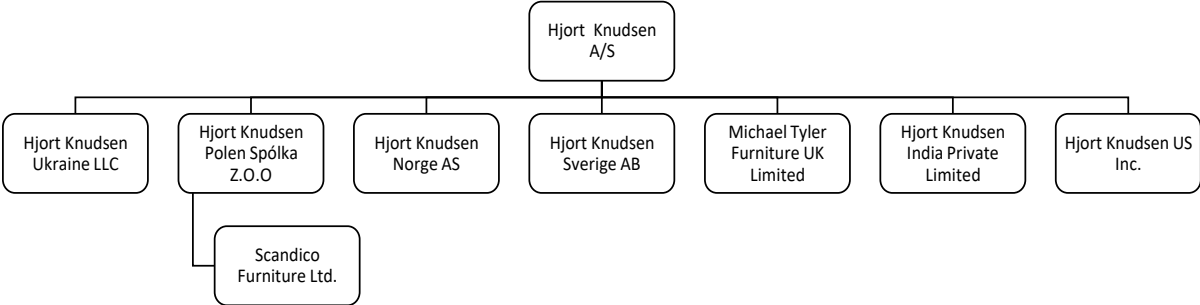 Hjort Knudsen
A/S
Hjort Knudsen
Ukraine LLC
Hjort Knudsen
Polen Spólka
Z.O.O
Hjort Knudsen
Norge AS
Hjort Knudsen
Sverige AB
Michael Tyler
Furniture UK
Limited
Hjort Knudsen
India Private
Limited
Hjort Knudsen US
Inc.
Scandico
Furniture Ltd.